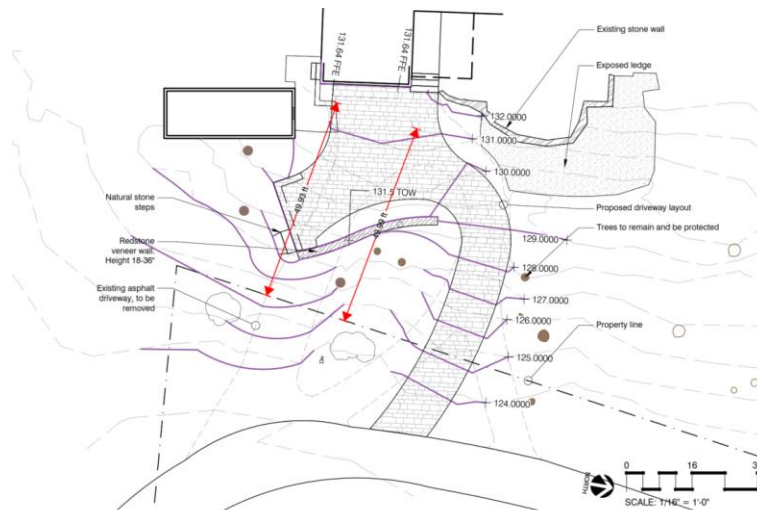 131.64 FFE
131.64 FFE
Existing stone wall
Exposed ledge
132.0000
131.0000
130.0000
49.93 ft
Natural stone
steps
131.5 TOW
Proposed driveway layout
Redstone
veneer wall.
Height 18-36"
129.0000
Trees to remain and be protected
128.0000
Existing asphalt
driveway, to be
removed
127.0000
126.0000
Property line
125.0000
124.0000
NORTH
0 16
SCALE: 1/16" = 1'-0"